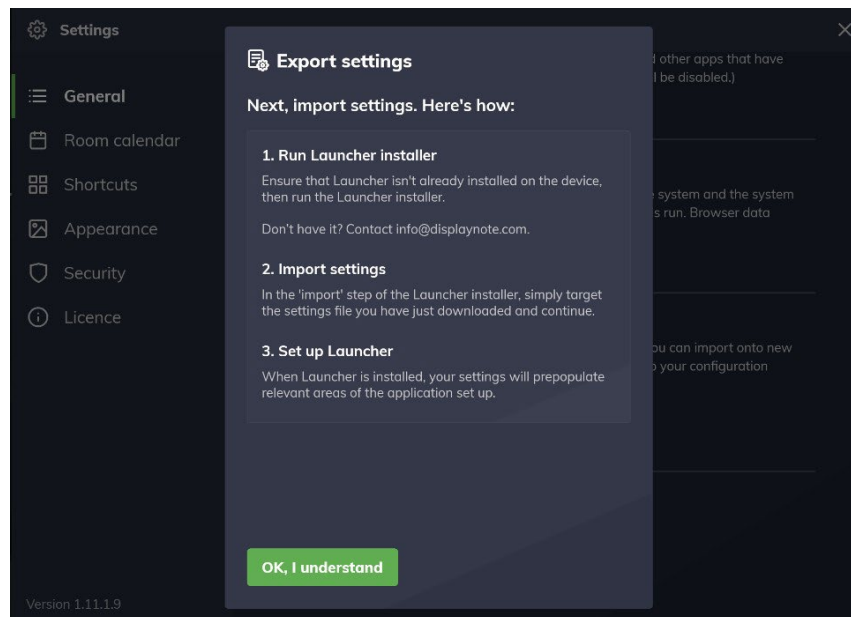 Settings
General
Room calendar
Shortcuts
Appearance
Security
Licence
Version 1.11.1.9
Export settings
Next, import settings. Here's how:
1. Run Launcher installer
Ensure that Launcher isn't already installed on the device,
then run the Launcher installer.
Don't have it? Contact info@displaynote.com.
2. Import settings
In the 'import' step of the Launcher installer, simply target
the settings file you have just downloaded and continue.
3. Set up Launcher
When Launcher is installed, your settings will prepopulate
relevant areas of the application set up.
OK, I understand
other apps that have
be disabled.)
system and the system
run. Browser data
can import onto new
your configuration